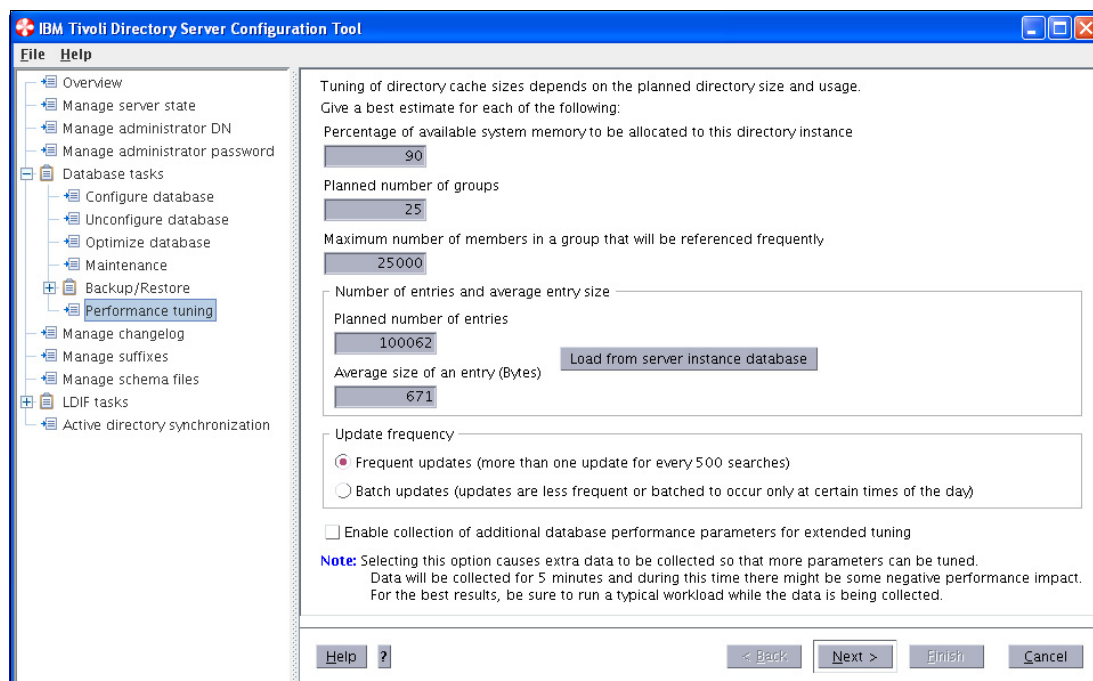 IBM Tivoli Directory Server Configuration Tool
File Help
Overview
Manage server state
Manage administrator DN
Manage administrator password
Database tasks
Configure database
Unconfigure database
Optimize database
Maintenance
Backup/Restore
Performance tuning
Manage changelog
Manage suffixes
Manage schema files
LDIF tasks
Active directory synchronization
Tuning of directory cache sizes depends on the planned directory size and usage.
Give a best estimate for each of the following:
Percentage of available system memory to be allocated to this directory instance
90
Planned number of groups
25
Maximum number of members in a group that will be referenced frequently
25000
Number of entries and average entry size
Planned number of entries
100062
Load from server instance database
Average size of an entry (Bytes)
671
Update frequency
Frequent updates (more than one update for every 500 searches)
Batch updates (updates are less frequent or batched to occur only at certain times of the day)
Enable collection of additional database performance parameters for extended tuning
Note: Selecting this option causes extra data to be collected so that more parameters can be tuned.
Data will be collected for 5 minutes and during this time there might be some negative performance impact.
For the best results, be sure to run a typical workload while the data is being collected.
Help ? < Back Next > Finish Cancel